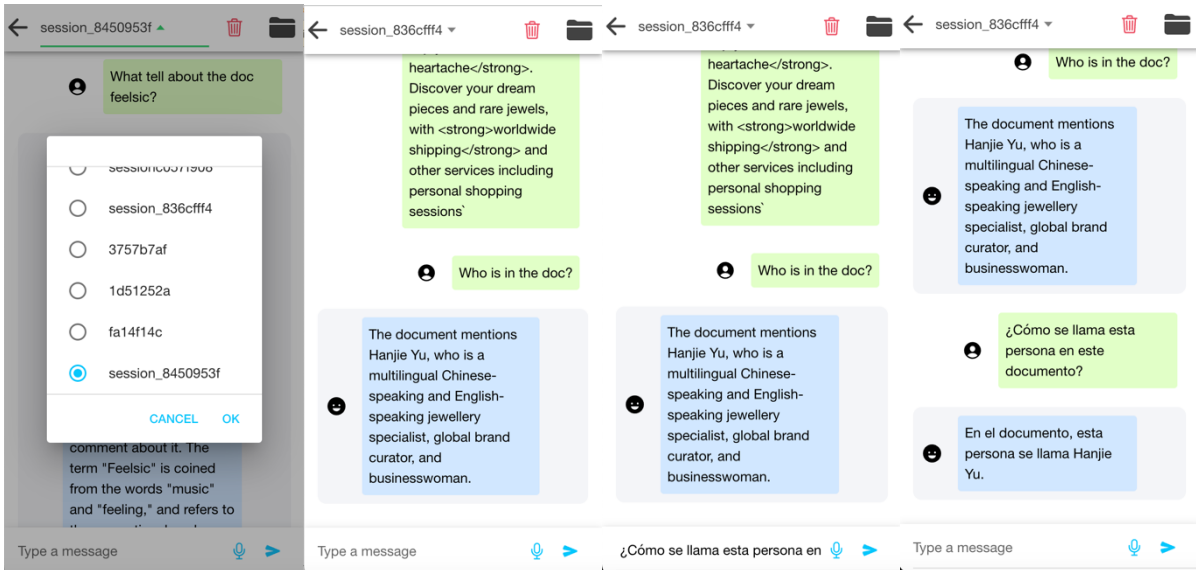 session_8450953f
What tell about the doc
feelsic?
session_836cfff4
3757b7af
1d51252a
fa14f14c
session_8450953f
CANCEL OK
comment about it. The
term "Feelsic" is coined
from the words "music"
and "feeling," and refers to
Type a message
session_836cfff4
heartache</strong>.
Discover your dream
pieces and rare jewels,
with <strong>worldwide
shipping</strong> and
other services including
personal shopping
sessions`
Who is in the doc?
The document mentions
Hanjie Yu, who is a
multilingual Chinese-
speaking and English-
speaking jewellery
specialist, global brand
curator, and
businesswoman.
Type a message
session_836cfff4
heartache</strong>.
Discover your dream
pieces and rare jewels,
with <strong>worldwide
shipping</strong> and
other services including
personal shopping
sessions`
Who is in the doc?
The document mentions
Hanjie Yu, who is a
multilingual Chinese-
speaking and English-
speaking jewellery
specialist, global brand
curator, and
businesswoman.
¿Cómo se llama esta persona en
session_836cfff4
Who is in the doc?
The document mentions
Hanjie Yu, who is a
multilingual Chinese-
speaking and English-
speaking jewellery
specialist, global brand
curator, and
businesswoman.
¿Cómo se llama esta
persona en este
documento?
En el documento, esta
persona se llama Hanjie
Yu.
Type a message